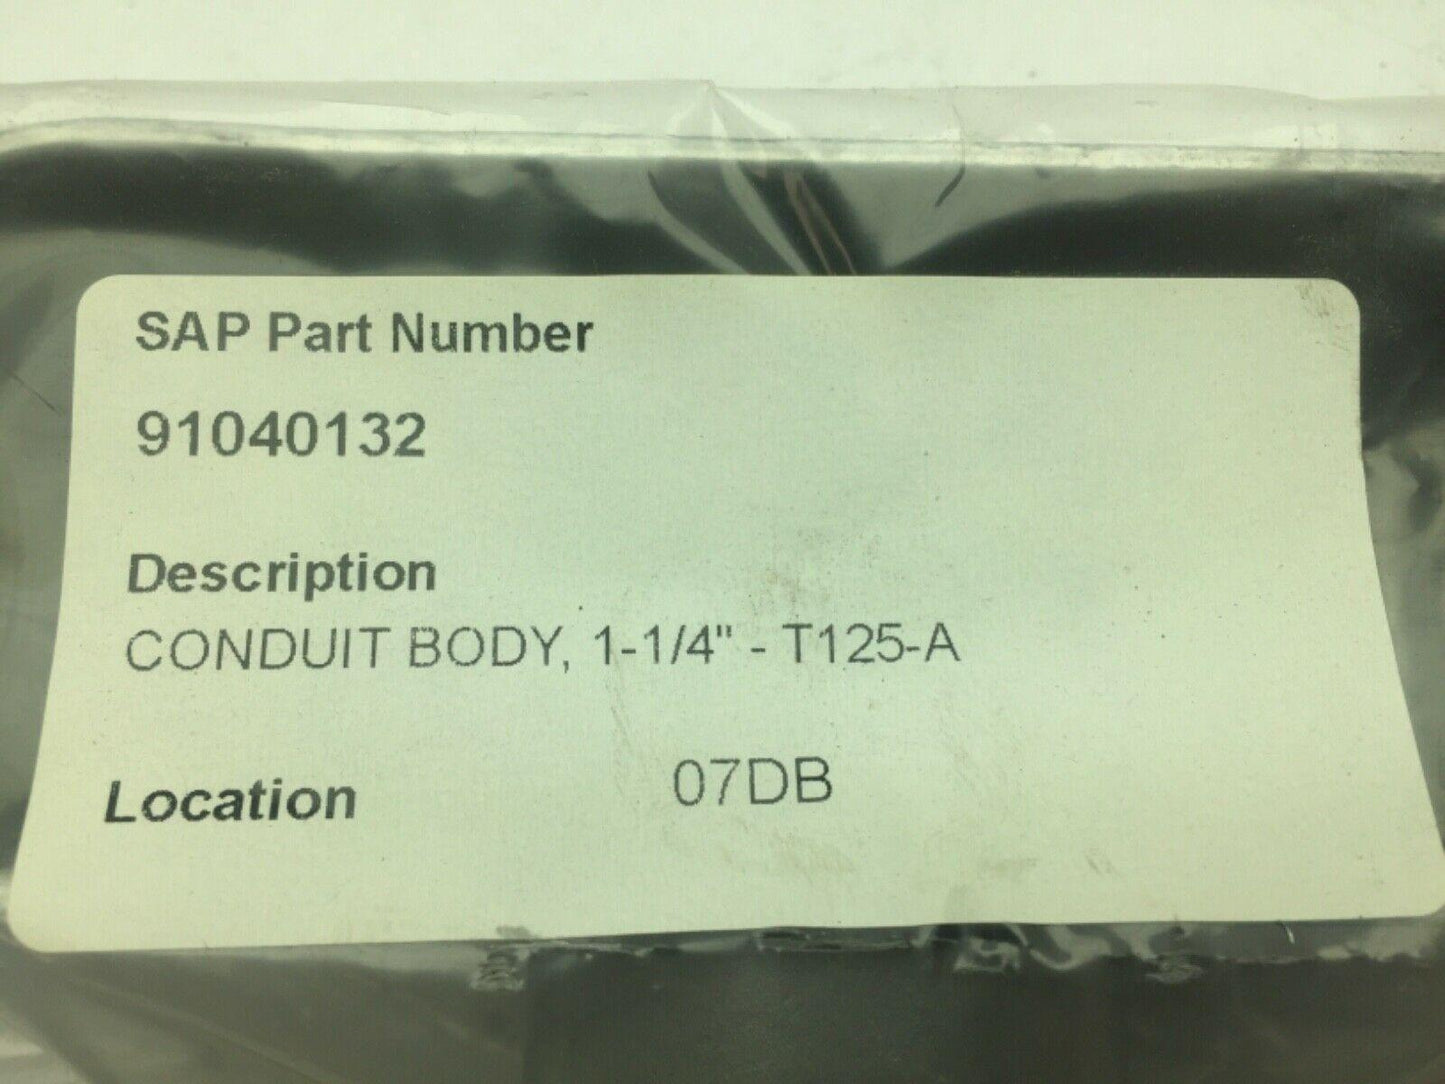 SAP Part Number
91040132
Description
CONDUIT BODY, 1-1/4" - T125-A
Location 07DB